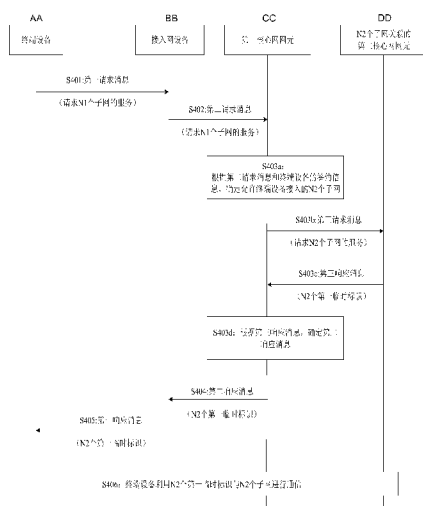 AA
BB
CC
DD
终端设备
接入网设备
第一核心网网元
N2个子网关联的
第二核心网网元
S401:第一请求消息
（请求N1个子网的服务）
S402:第二请求消息
（请求N1个子网的服务）
S403a：
根据第二请求消息和终端设备的签约信
息，确定允许终端设备接入的N2个子网
S403b:第三请求消息
（请求N2个子网的服务）
S403c:第三响应消息
（N2个第一临时标识）
S403d：根据第三响应消息，确定第二
响应消息
S404:第二响应消息
（N2个第一临时标识）
S405:第一响应消息
（N2个第一临时标识）
S406a：终端设备利用N2个第一临时标识与N2个子网进行通信